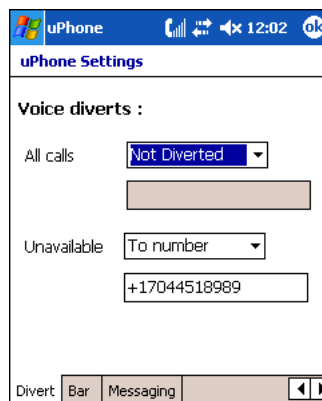 uPhone 12:02 ok
uPhone Settings
Voice diverts :
All calls Not Diverted
Unavailable To number
+17044518989
Divert Bar Messaging